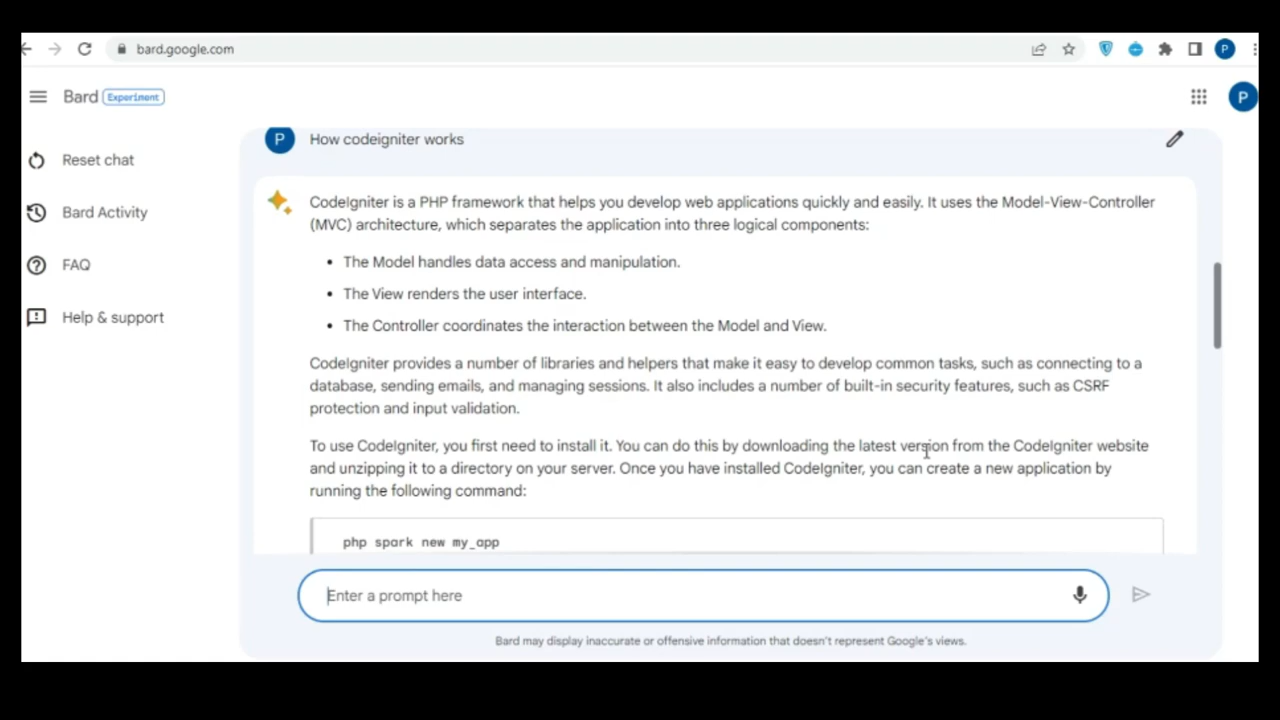 bard.google.com
P
Bard Experiment
P
Reset chat
Bard Activity
FAQ
Help & support
P How codeigniter works
CodeIgniter is a PHP framework that helps you develop web applications quickly and easily. It uses the Model-View-Controller
(MVC) architecture, which separates the application into three logical components:
• The Model handles data access and manipulation.
• The View renders the user interface.
• The Controller coordinates the interaction between the Model and View.
CodeIgniter provides a number of libraries and helpers that make it easy to develop common tasks, such as connecting to a
database, sending emails, and managing sessions. It also includes a number of built-in security features, such as CSRF
protection and input validation.
To use CodeIgniter, you first need to install it. You can do this by downloading the latest version from the CodeIgniter website
and unzipping it to a directory on your server. Once you have installed CodeIgniter, you can create a new application by
running the following command:
php spark new my_app
Enter a prompt here
Bard may display inaccurate or offensive information that doesn't represent Google's views.